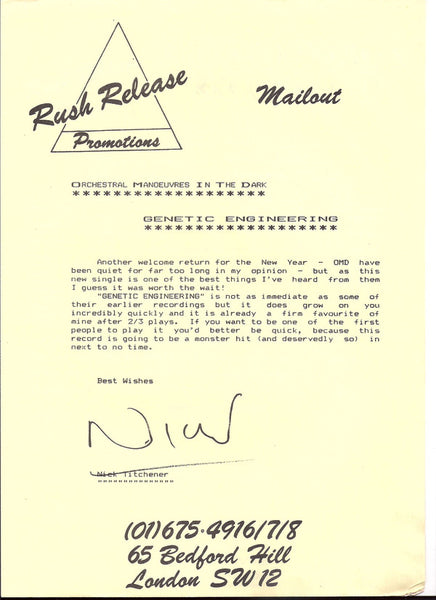 Rush Release
Promotions
Mailout
ORCHESTRAL MANOEUVRES IN THE DARK
*******************
GENETIC ENGINEERING
*******************
Another welcome return for the New Year - OMD have
been quiet for far too long in my opinion - but as this
new single is one of the best things I've heard from them
I guess it was worth the wait!
"GENETIC ENGINEERING" is not as immediate as some of
their earlier recordings but it does grow on you
incredibly quickly and it is already a firm favourite of
mine after 2/3 plays. If you want to be one of the first
people to play it you'd better be quick, because this
record is going to be a monster hit (and deservedly so) in
next to no time.
Best Wishes
Nick
Nick Titchener
(01)675·4916/7/8
65 Bedford Hill
London SW12